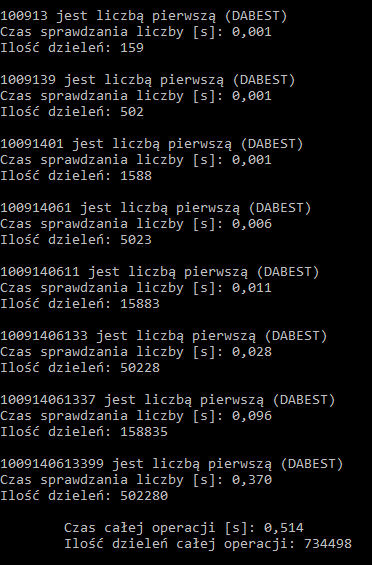 100913 jest liczbą pierwszą (DABEST)
Czas sprawdzania liczby [s]: 0,001
Ilość dzieleń: 159
1009139 jest liczbą pierwszą (DABEST)
Czas sprawdzania liczby [s]: 0,001
Ilość dzieleń: 502
10091401 jest liczbą pierwszą (DABEST)
Czas sprawdzania liczby [s]: 0,001
Ilość dzieleń: 1588
100914061 jest liczbą pierwszą (DABEST)
Czas sprawdzania liczby [s]: 0,006
Ilość dzieleń: 5023
1009140611 jest liczbą pierwszą (DABEST)
Czas sprawdzania liczby [s]: 0,011
Ilość dzieleń: 15883
10091406133 jest liczbą pierwszą (DABEST)
Czas sprawdzania liczby [s]: 0,028
Ilość dzieleń: 50228
100914061337 jest liczbą pierwszą (DABEST)
Czas sprawdzania liczby [s]: 0,096
Ilość dzieleń: 158835
1009140613399 jest liczbą pierwszą (DABEST)
Czas sprawdzania liczby [s]: 0,370
Ilość dzieleń: 502280
Czas całej operacji [s]: 0,514
Ilość dzieleń całej operacji: 734498